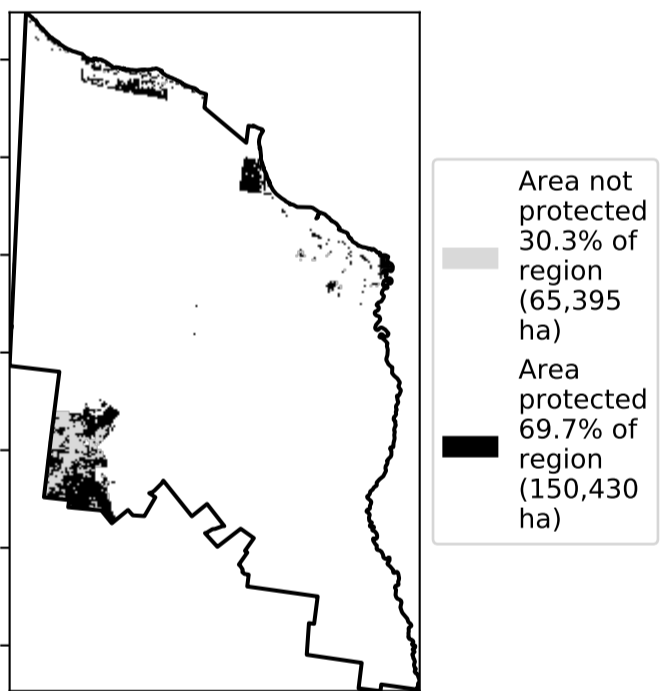 Area not
protected
30.3% of
region
(65,395
ha)
Area
protected
69.7% of
region
(150,430
ha)